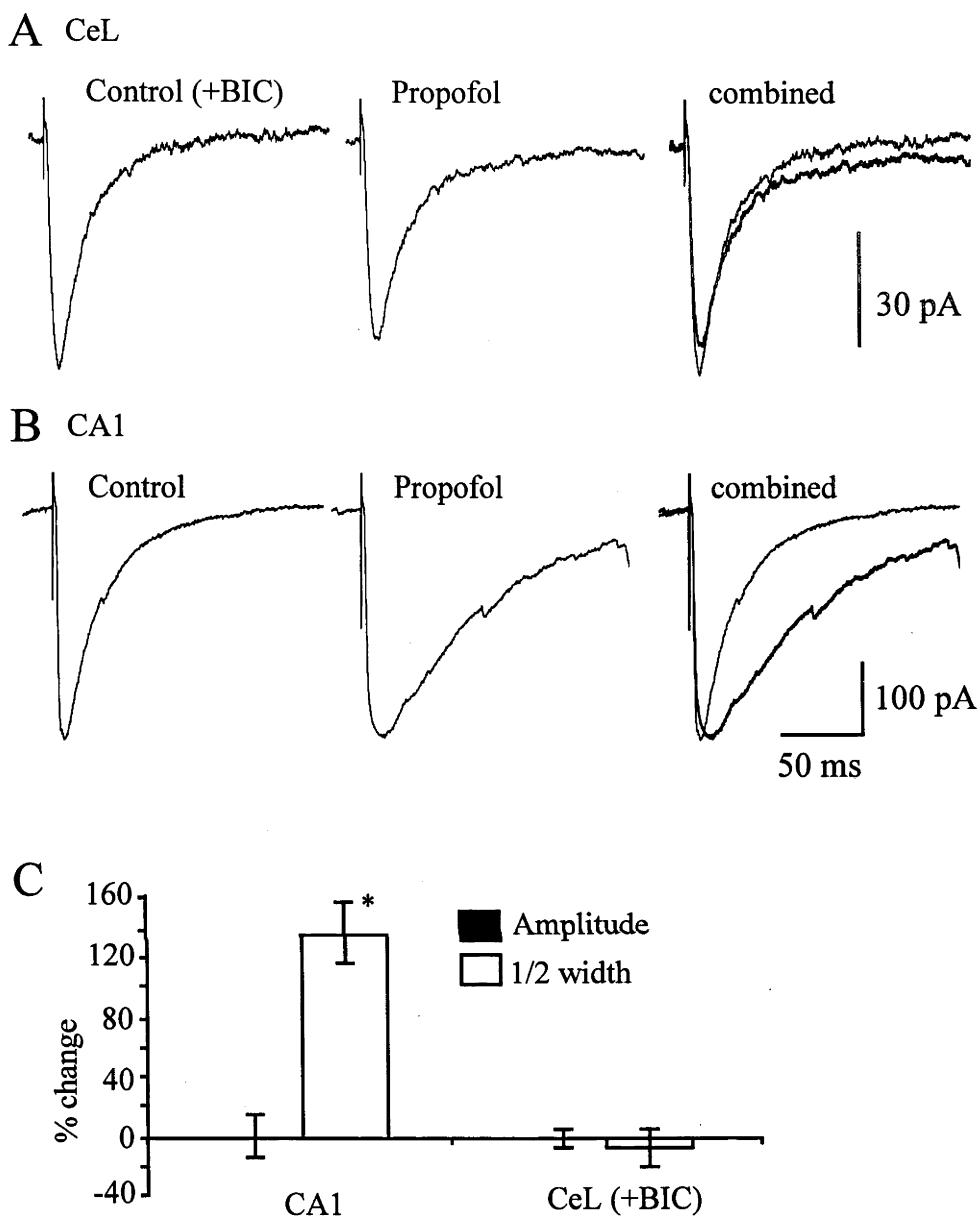 A CeL
Control (+BIC)
Propofol
combined
30 pA
B CA1
Control
Propofol
combined
100 pA
50 ms
C
160
120
80
40
0
-40
% change
*
Amplitude
1/2 width
CA1
CeL (+BIC)